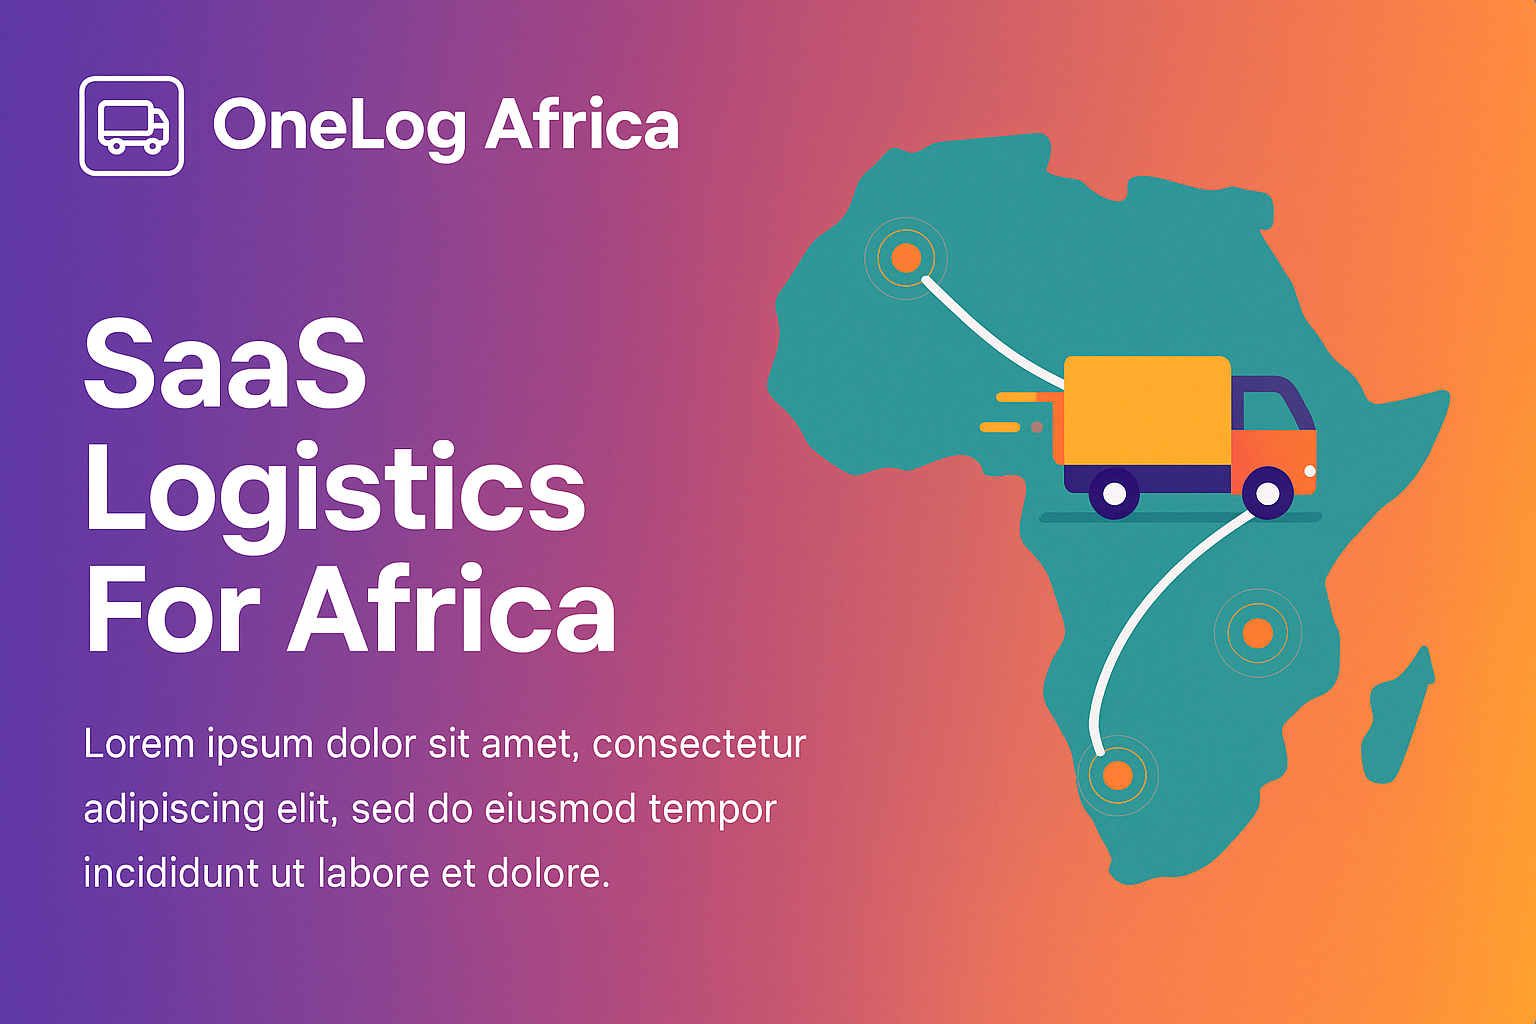 OneLog Africa
SaaS
Logistics
For Africa
Lorem ipsum dolor sit amet, consectetur
adipiscing elit, sed do eiusmod tempor
incididunt ut labore et dolore.